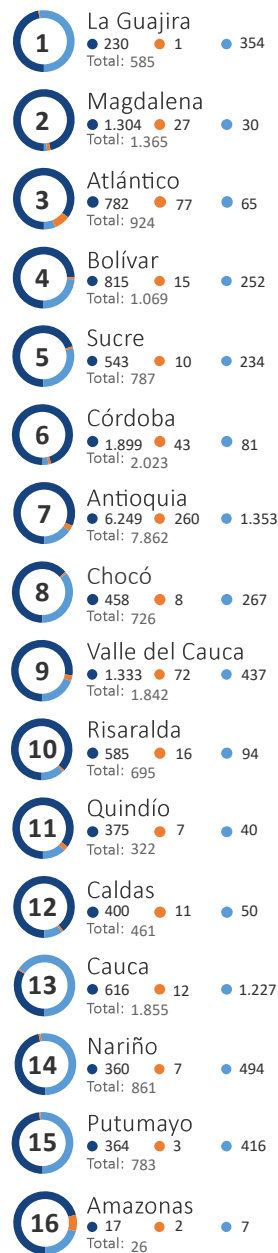 1
La Guajira
230 1 354
Total: 585
2
Magdalena
1.304 27 30
Total: 1.365
3
Atlántico
782 77 65
Total: 924
4
Bolívar
815 15 252
Total: 1.069
5
Sucre
543 10 234
Total: 787
6
Córdoba
1.899 43 81
Total: 2.023
7
Antioquia
6.249 260 1.353
Total: 7.862
8
Chocó
458 8 267
Total: 726
9
Valle del Cauca
1.333 72 437
Total: 1.842
10
Risaralda
585 16 94
Total: 695
11
Quindío
375 7 40
Total: 322
12
Caldas
400 11 50
Total: 461
13
Cauca
616 12 1.227
Total: 1.855
14
Nariño
360 7 494
Total: 861
15
Putumayo
364 3 416
Total: 783
16
Amazonas
17 2 7
Total: 26